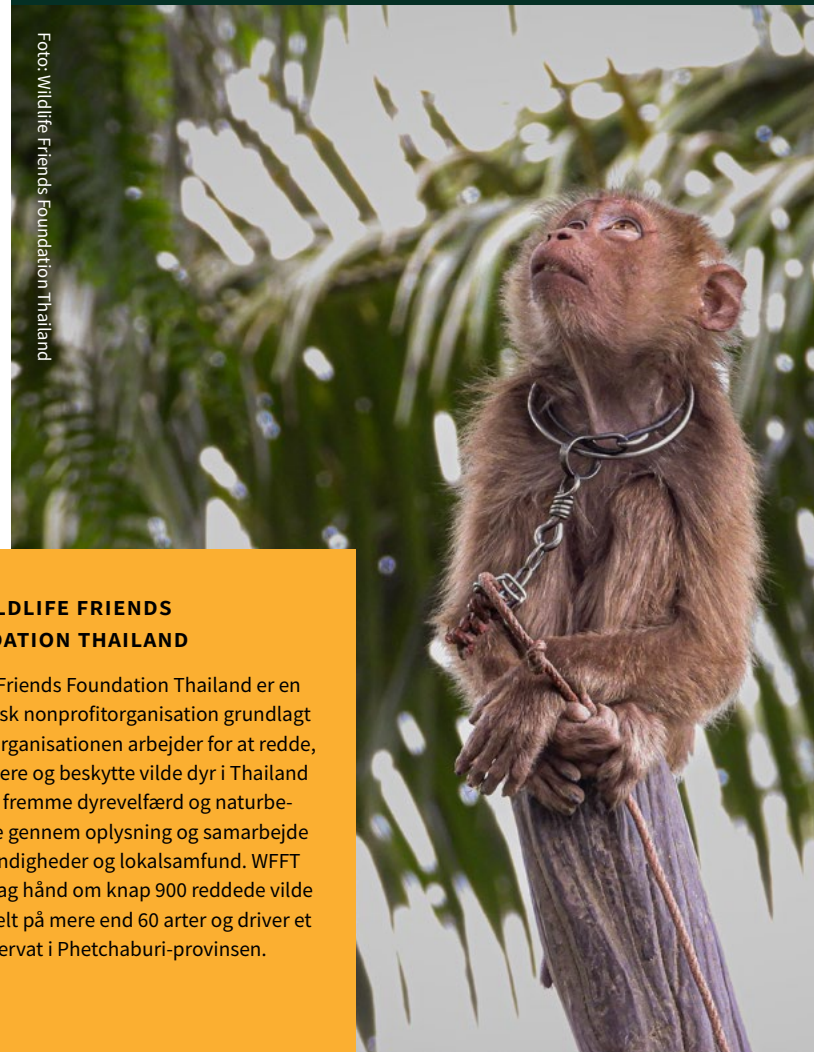 Foto: Wildlife Friends Foundation Thailand
LDLIFE FRIENDS
DATION THAILAND
Friends Foundation Thailand er en
sk nonprofitorganisation grundlagt
rganisationen arbejder for at redde,
ere og beskytte vilde dyr i Thailand
fremme dyrevelfærd og naturbe-
e gennem oplysning og samarbejde
ndigheder og lokalsamfund. WFFT
ag hånd om knap 900 reddede vilde
elt på mere end 60 arter og driver et
ervat i Phetchaburi-provinsen.